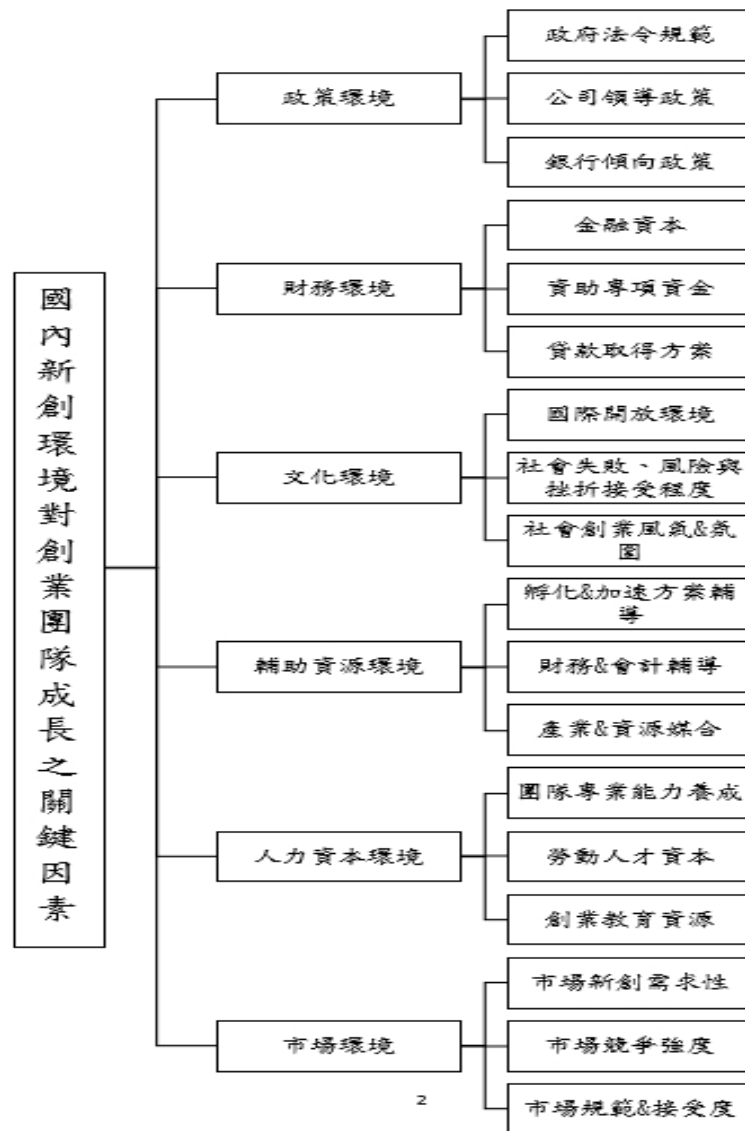 國內新創環境對創業團隊成長之關鍵因素
政策環境
政府法令規範
公司領導政策
銀行傾向政策
財務環境
金融資本
資助專項資金
貸款取得方案
文化環境
國際開放環境
社會失敗、風險與
挫折接受程度
社會創業風氣&氛
圍
輔助資源環境
孵化&加速方案輔
導
財務&會計輔導
產業&資源媒合
人力資本環境
團隊專業能力養成
勞動人才資本
創業教育資源
市場環境
市場新創需求性
市場競爭強度
市場規範&接受度
2